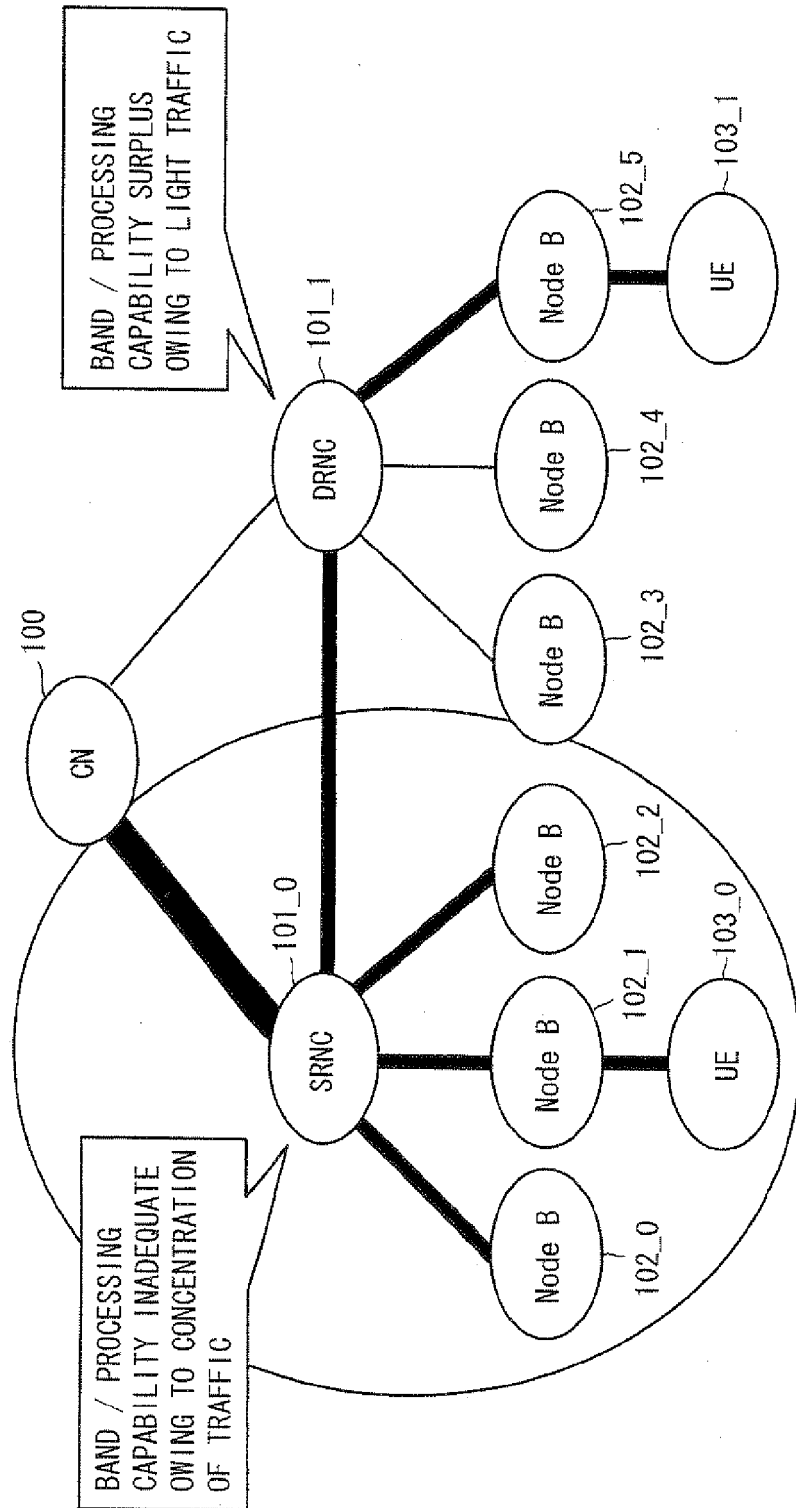 BAND / PROCESSING
CAPABILITY INADEQUATE
OWING TO CONCENTRATION
OF TRAFFIC
BAND / PROCESSING
CAPABILITY SURPLUS
OWING TO LIGHT TRAFFIC
CN
100
SRNC
101_0
DRNC
101_1
Node B
102_0
Node B
102_1
Node B
102_2
Node B
102_3
Node B
102_4
Node B
102_5
UE
103_0
UE
103_1